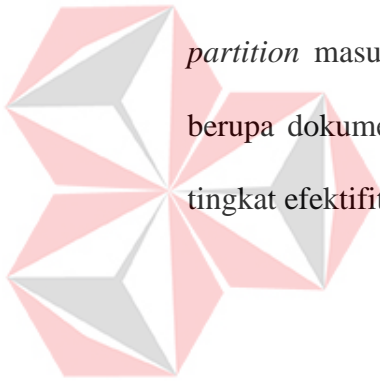 partition masu
berupa dokume
tingkat efektifit